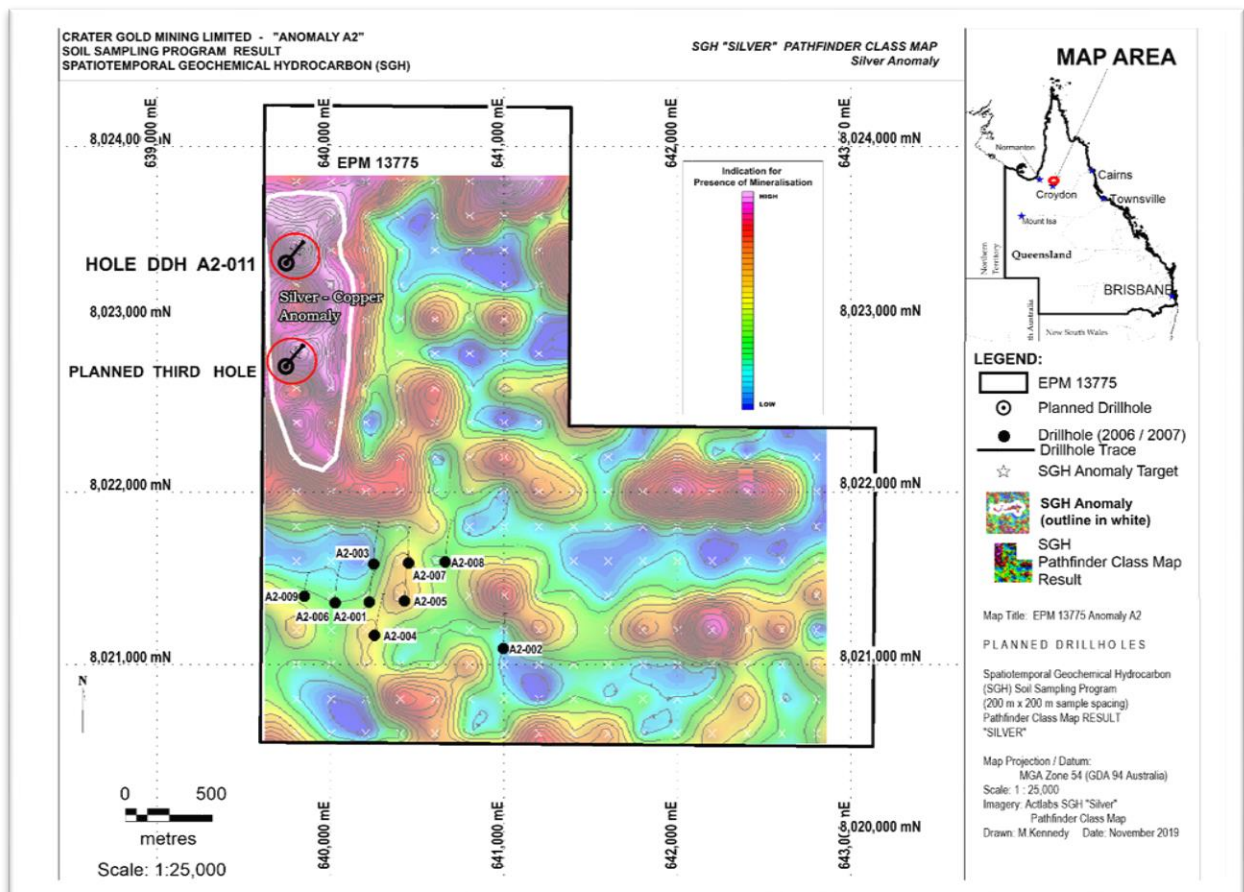 CRATER GOLD MINING LIMITED - "ANOMALY A2"
SOIL SAMPLING PROGRAM RESULT
SPATIOTEMPORAL GEOCHEMICAL HYDROCARBON (SGH)
SGH "SILVER" PATHFINDER CLASS MAP
Silver Anomaly
639,000 mE
640,000 mE
641,000 mE
642,000 mE
8,024,000 mN
EPM 13775
Indication for
Presence of Mineralisation
HIGH
LOW
HOLE DDH A2-011
Silver - Copper
Anomaly
8,023,000 mN
8,023,000 mN
PLANNED THIRD HOLE
8,022,000 mN
8,022,000 mN
A2-003
A2-008
A2-007
A2-009
A2-006
A2-001
A2-005
A2-004
A2-002
8,021,000 mN
8,021,000 mN
N
0 500
metres
Scale: 1:25,000
640,000 mE
641,000 mE
642,000 mE
8,020,000 mN
MAP AREA
Normanton
Croydon
Cairns
Townsville
Mount Isa
Northern
Territory
Queensland
BRISBANE
New South Wales
LEGEND:
EPM 13775
Planned Drillhole
Drillhole (2006 / 2007)
Drillhole Trace
SGH Anomaly Target
SGH Anomaly
(outline in white)
SGH
Pathfinder Class Map
Result
Map Title: EPM 13775 Anomaly A2
PLANNED DRILLHOLES
Spatiotemporal Geochemical Hydrocarbon
(SGH) Soil Sampling Program
(200 m x 200 m sample spacing)
Pathfinder Class Map RESULT
"SILVER"
Map Projection / Datum:
MGA Zone 54 (GDA 94 Australia)
Scale: 1 : 25,000
Imagery: Actlabs SGH "Silver"
Pathfinder Class Map
Drawn: M.Kennedy Date: November 2019